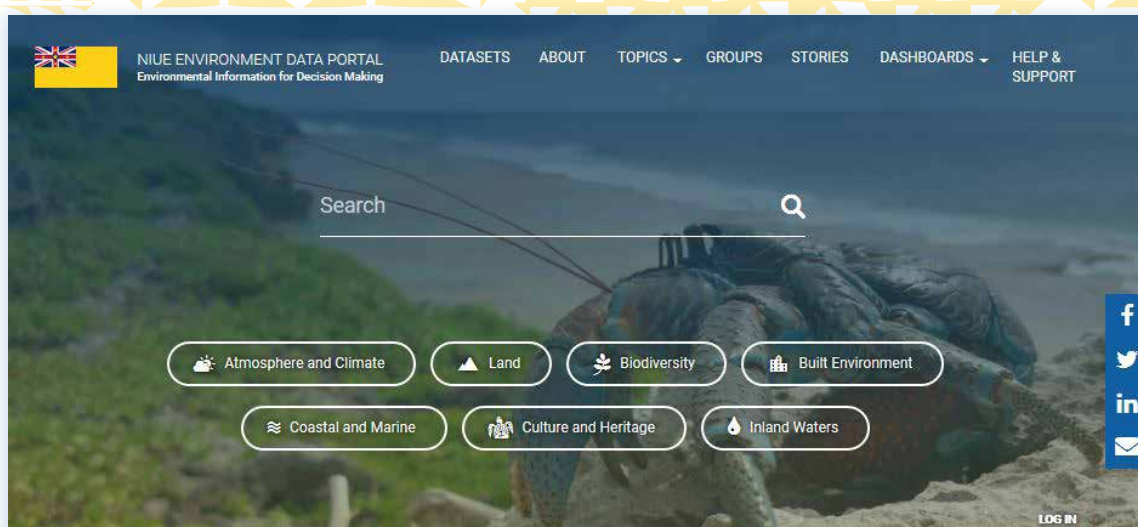 NIUE ENVIRONMENT DATA PORTAL
Environmental Information for Decision Making
DATASETS ABOUT TOPICS GROUPS STORIES DASHBOARDS HELP & SUPPORT
Search
Atmosphere and Climate Land Biodiversity Built Environment
Coastal and Marine Culture and Heritage Inland Waters
LOG IN